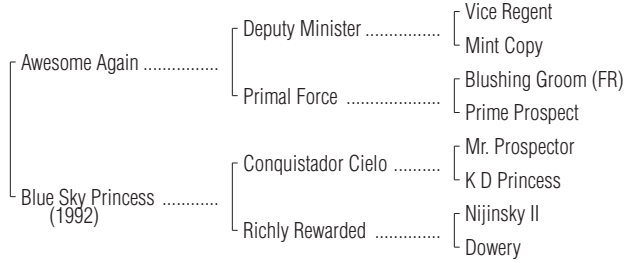 Vice Regent
Deputy Minister ..................
Mint Copy
Awesome Again ...............
Blushing Groom (FR)
Primal Force ...................
Prime Prospect
Mr. Prospector
Conquistador Cielo ..........
K D Princess
Blue Sky Princess ...........
(1992)
Nijinsky II
Richly Rewarded .............
Dowery